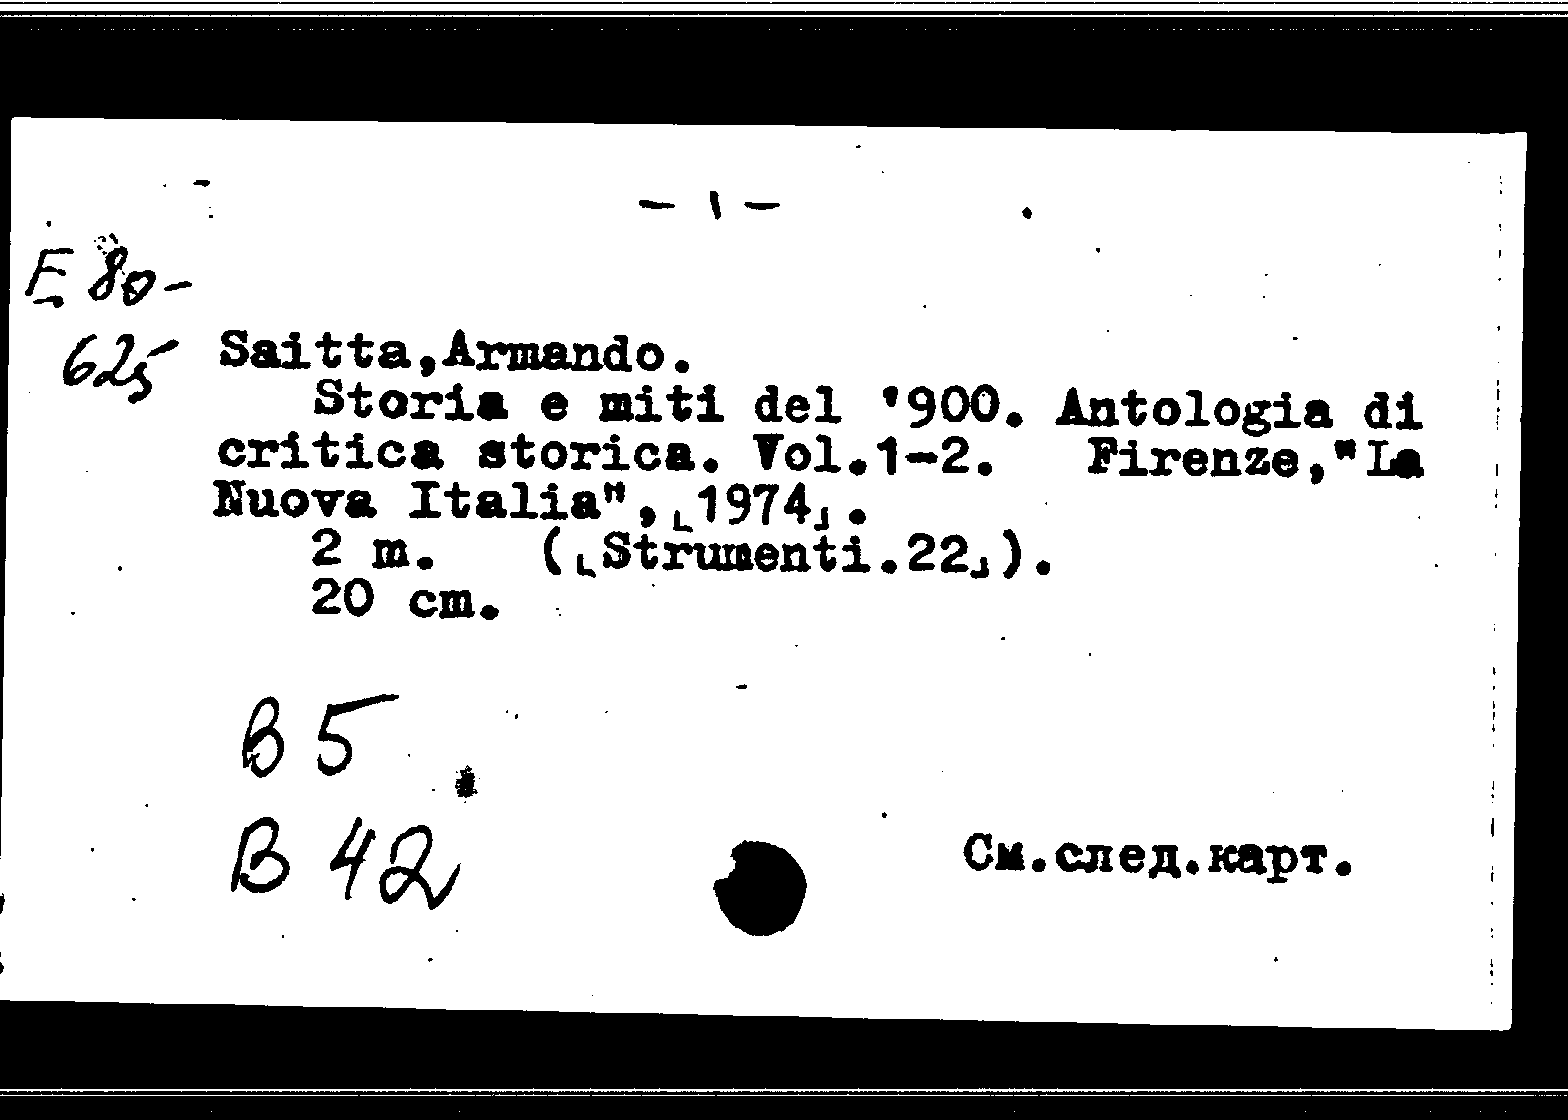 - 1 -
E 80-
625
Saitta,Armando.
Storia e miti del '900. Antologia di
critica storica. Vol.1-2. Firenze,"La
Nuova Italia",⌞1974⌟.
2 m. (⌞Strumenti.22⌟).
20 cm.
B 5
B 42
См.след.карт.